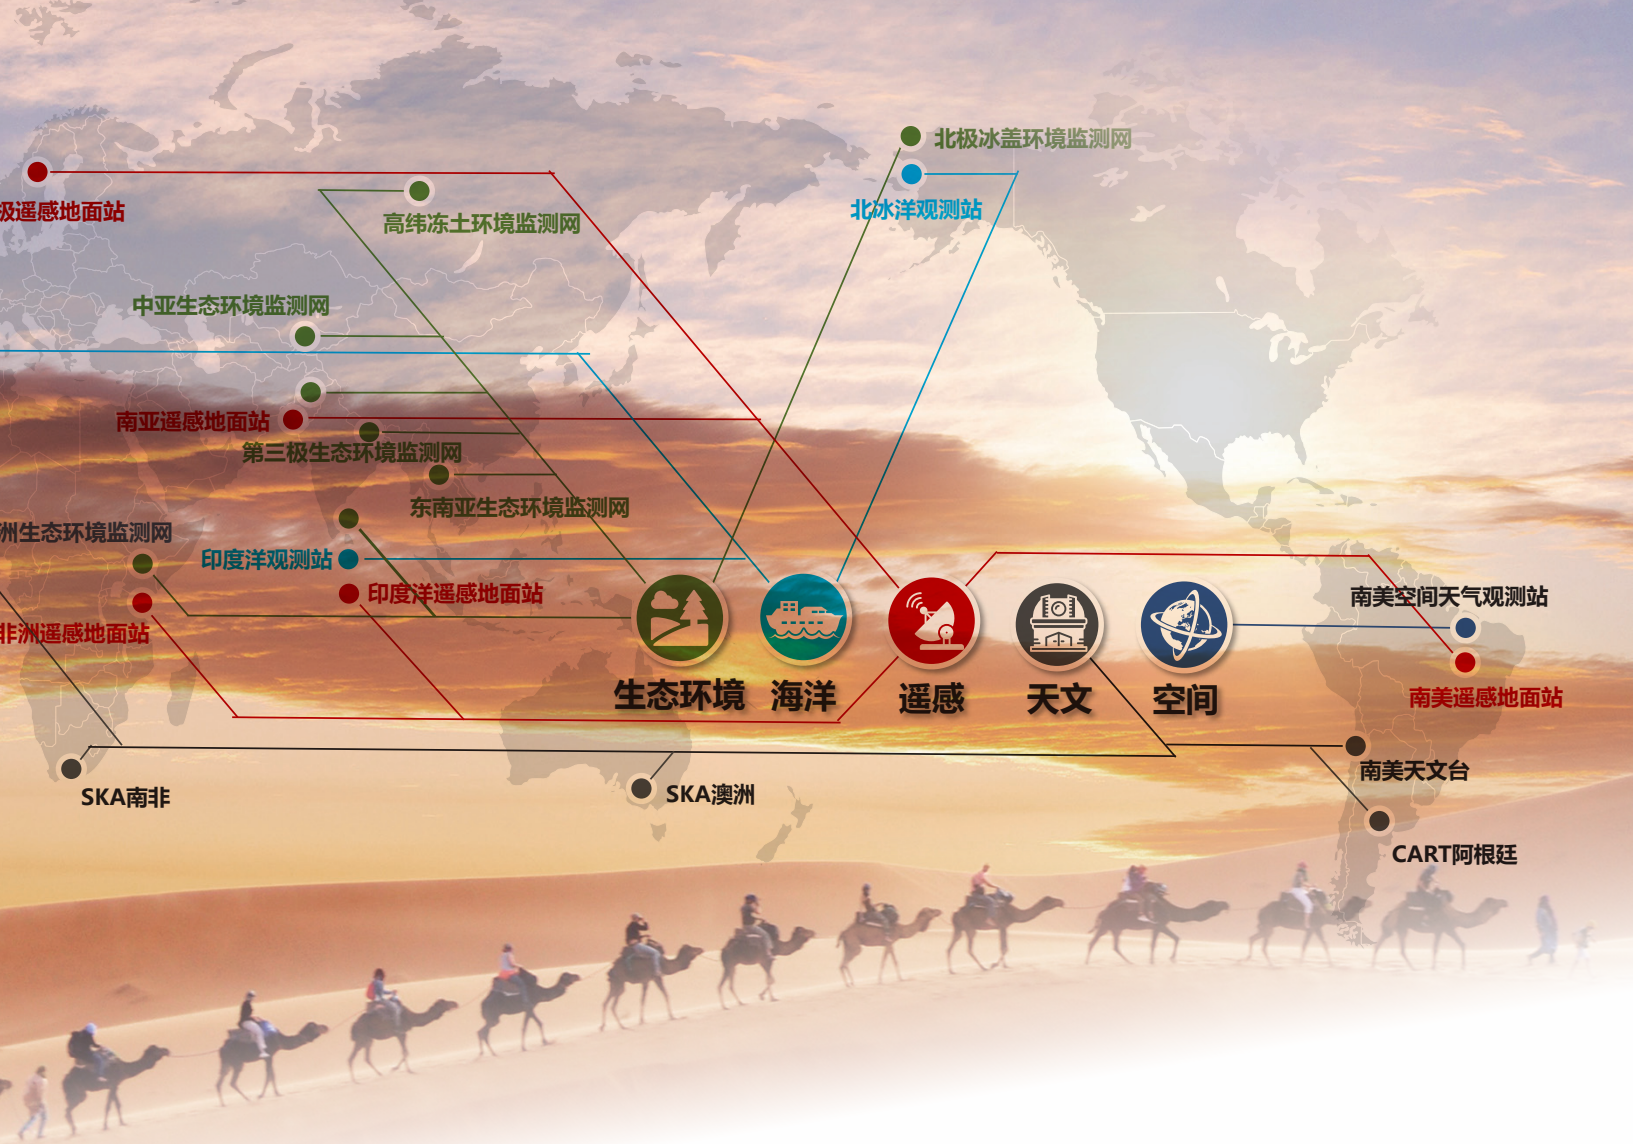 北极冰盖环境监测网
极遥感地面站
北冰洋观测站
高纬冻土环境监测网
中亚生态环境监测网
南亚遥感地面站
第三极生态环境监测网
东南亚生态环境监测网
洲生态环境监测网
印度洋观测站
印度洋遥感地面站
南美空间天气观测站
非洲遥感地面站
生态环境
海洋
遥感
天文
空间
南美遥感地面站
南美天文台
SKA南非
SKA澳洲
CART阿根廷